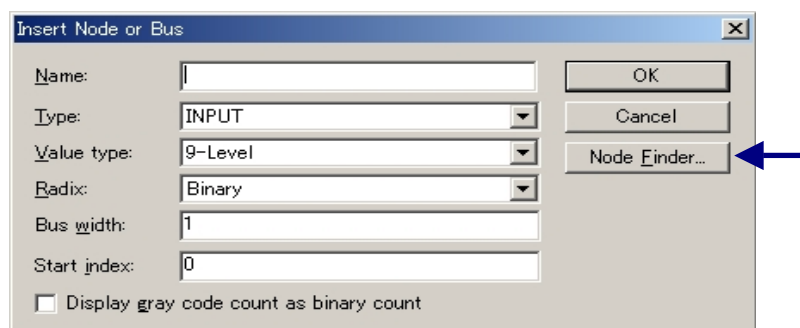 Insert Node or Bus
Name:
OK
Type: INPUT
Cancel
Value type: 9-Level
Node Finder...
Radix: Binary
Bus width: 1
Start index: 0
Display gray code count as binary count